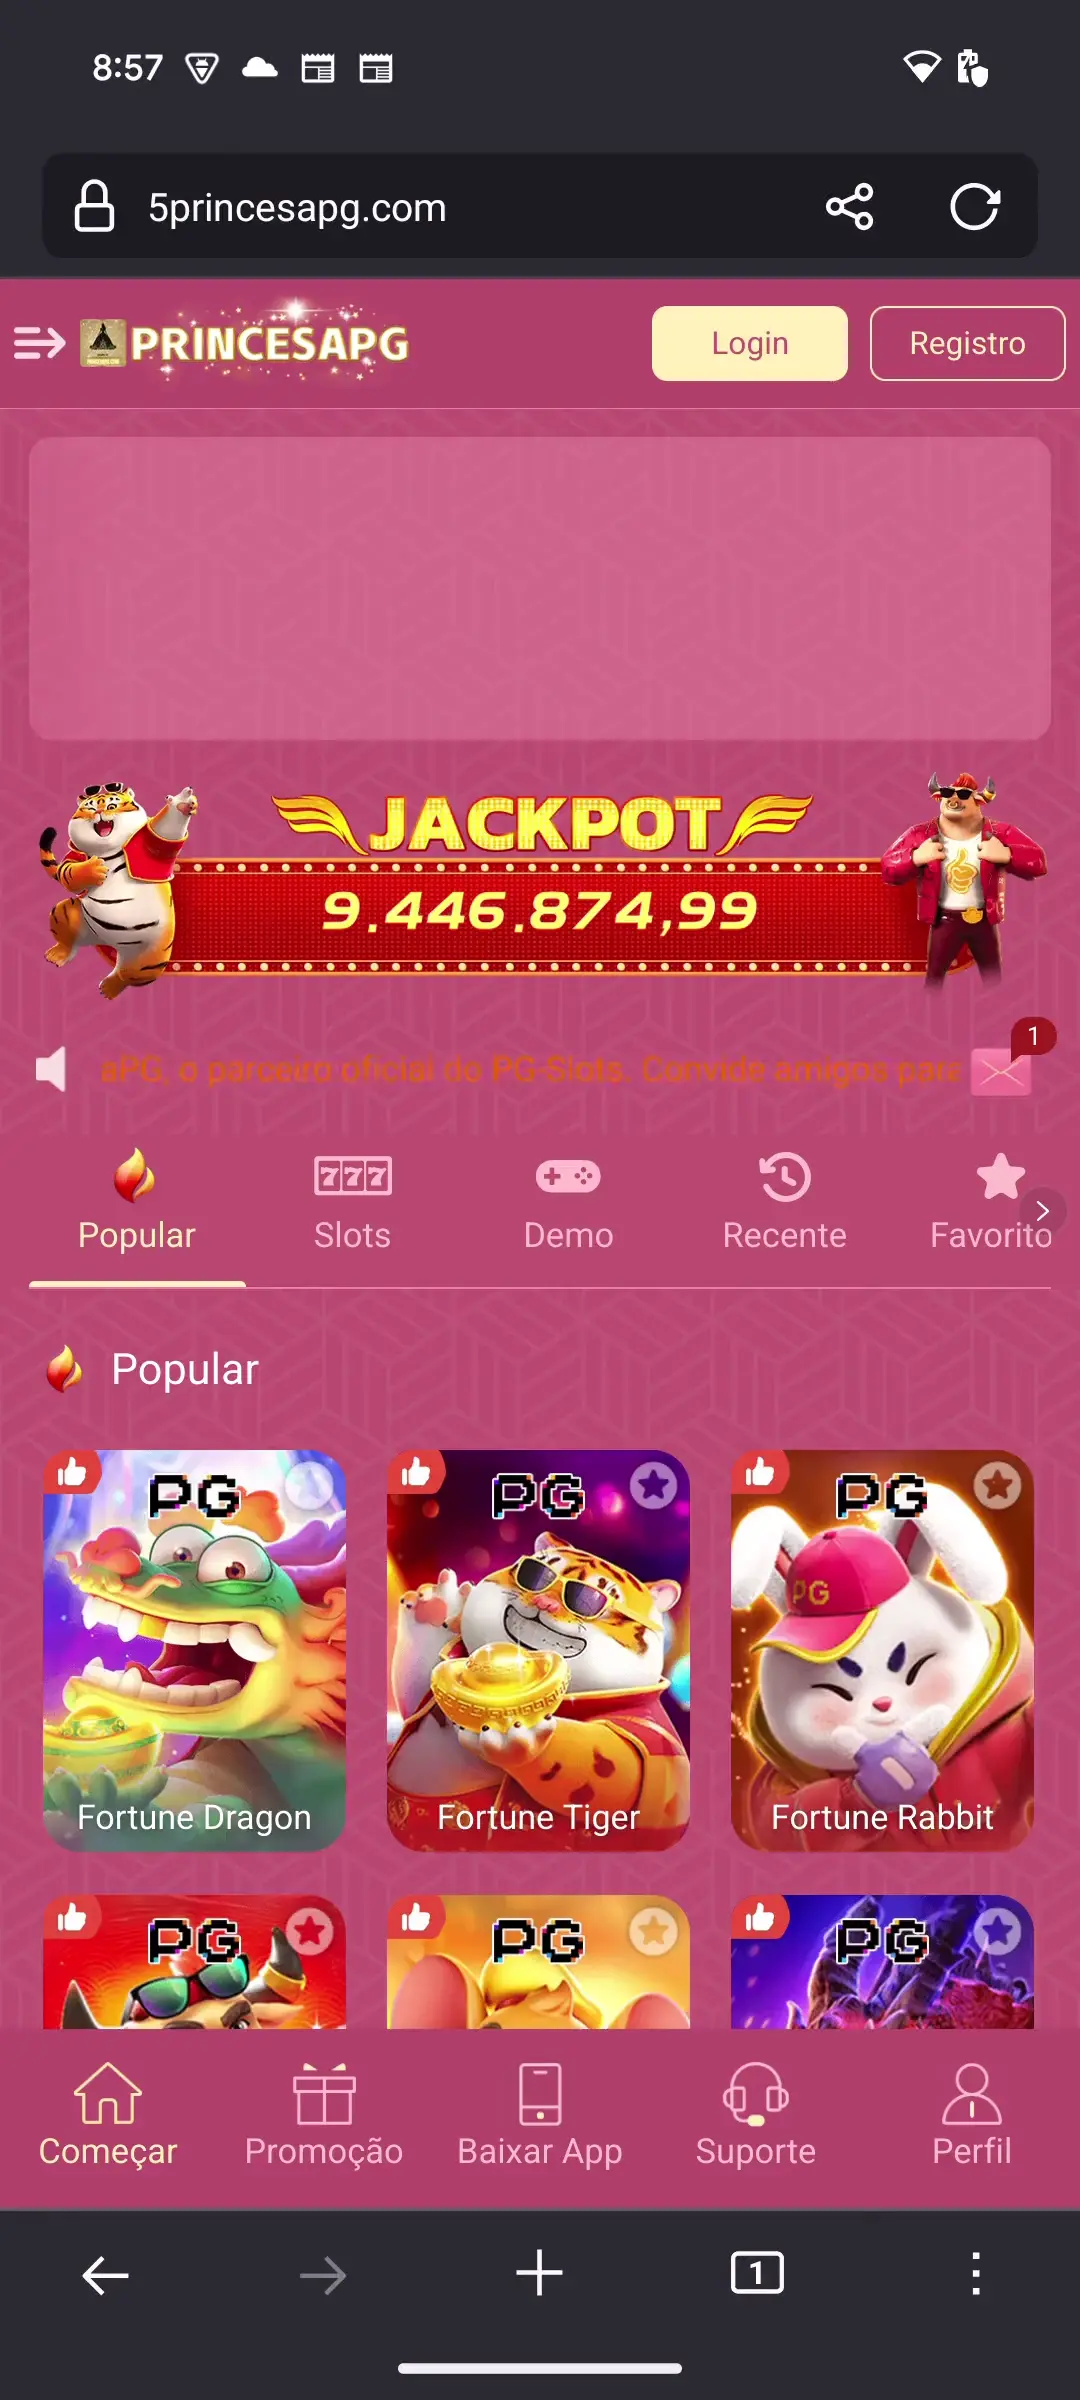 8:57
5princesapg.com
PRINCESAPG
Login
Registro
JACKPOT
9.446.874,99
1
aPG, o parceiro oficial do PG-Slots. Convide amigos para
777
Popular
Slots
Demo
Recente
Favorito
Popular
PG
PG
PG
PG
Fortune Dragon
Fortune Tiger
Fortune Rabbit
PG
PG
PG
Começar
Promoção
Baixar App
Suporte
Perfil
1